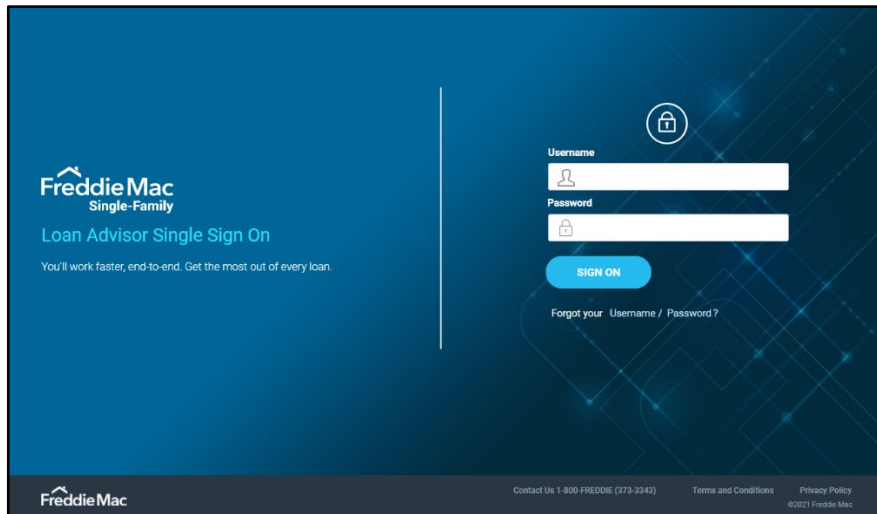 Freddie Mac
Single-Family
Loan Advisor Single Sign On
You'll work faster, end-to-end. Get the most out of every loan.
Username
Password
SIGN ON
Forgot your Username / Password ?
Freddie Mac
Contact Us 1-800-FREDDIE (373-3343) Terms and Conditions Privacy Policy
©2021 Freddie Mac